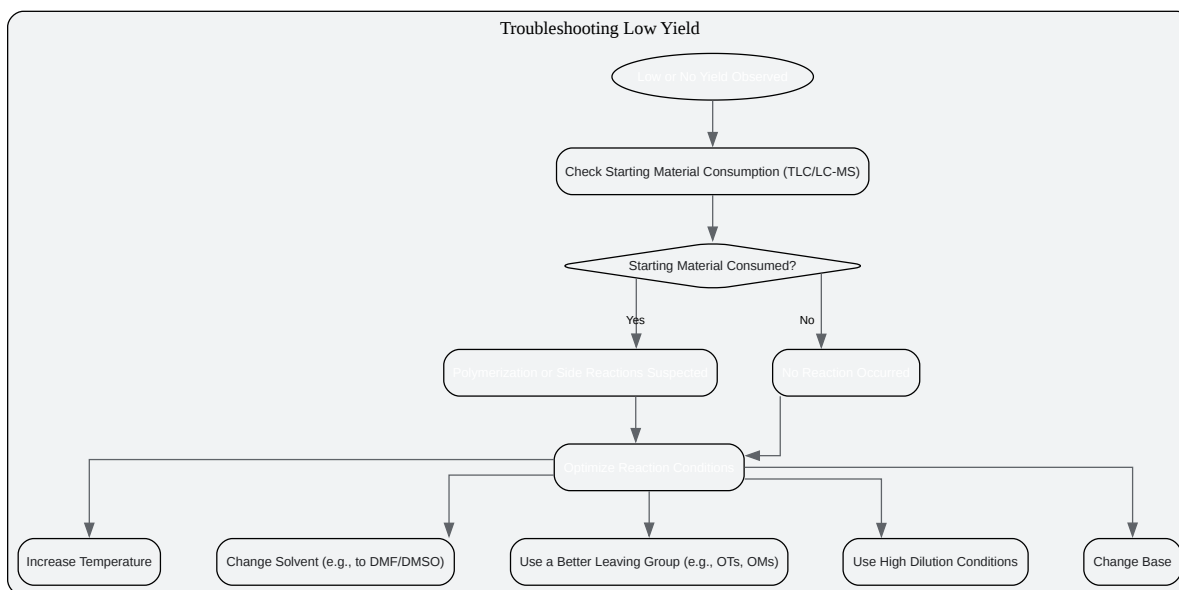 Troubleshooting Low Yield
Low or No Yield Observed
Check Starting Material Consumption (TLC/LC-MS)
Starting Material Consumed?
Yes
No
Polymerization or Side Reactions Suspected
No Reaction Occurred
Optimize Reaction Conditions
Increase Temperature
Change Solvent (e.g., to DMF/DMSO)
Use a Better Leaving Group (e.g., OTs, OMs)
Use High Dilution Conditions
Change Base